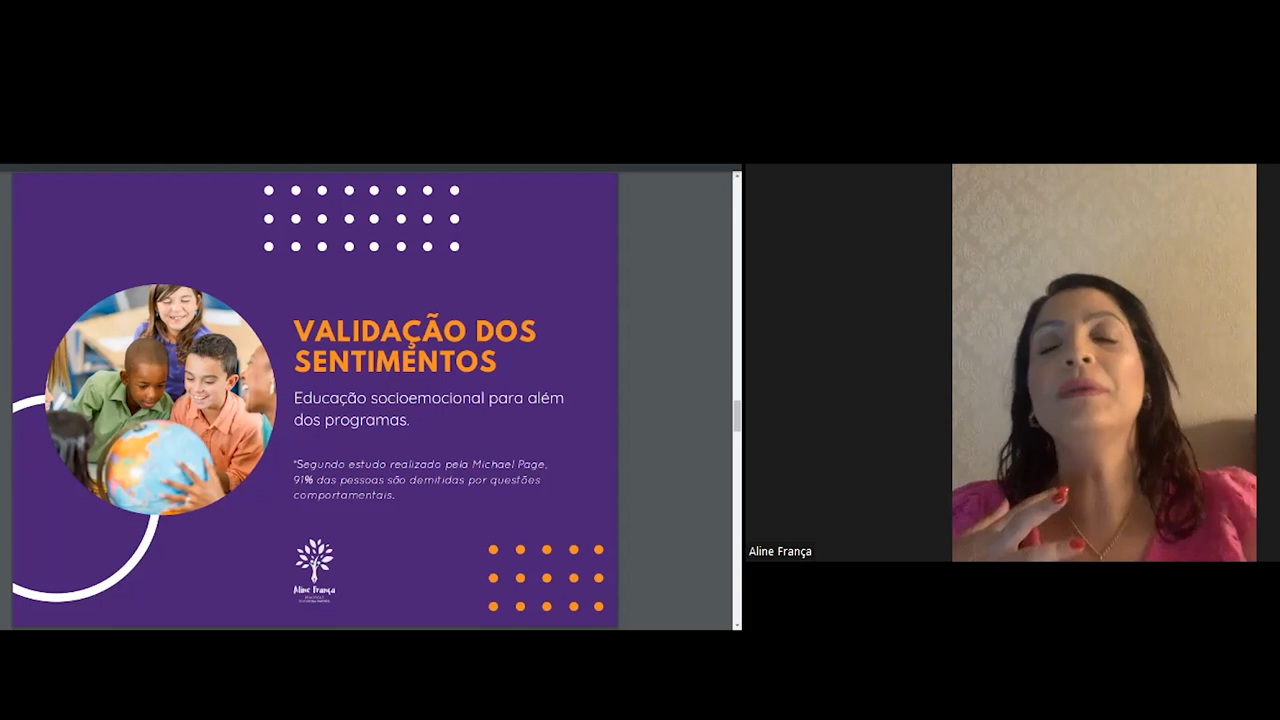 VALIDAÇÃO DOS
SENTIMENTOS
Educação socioemocional para além
dos programas.
*Segundo estudo realizado pela Michael Page,
91% das pessoas são demitidas por questões
comportamentais.
Aline França
Aline França